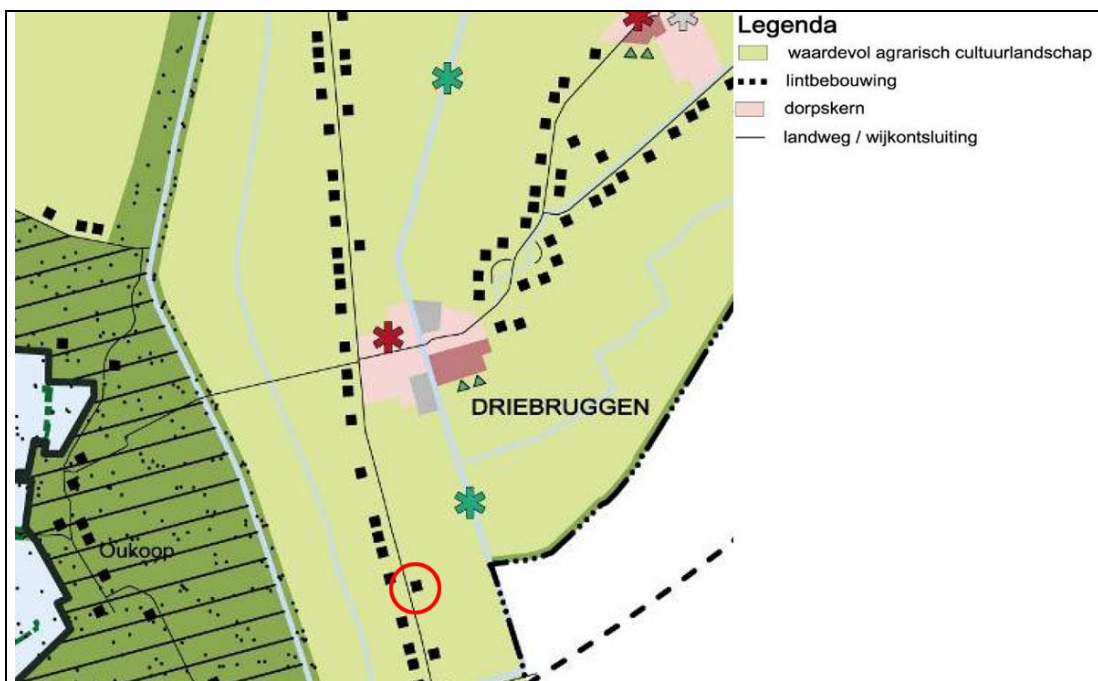 Legenda
waardevol agrarisch cultuurlandschap
lintbebouwing
dorpskern
landweg / wijkontsluiting
DRIEBRUGGEN
Oukoop